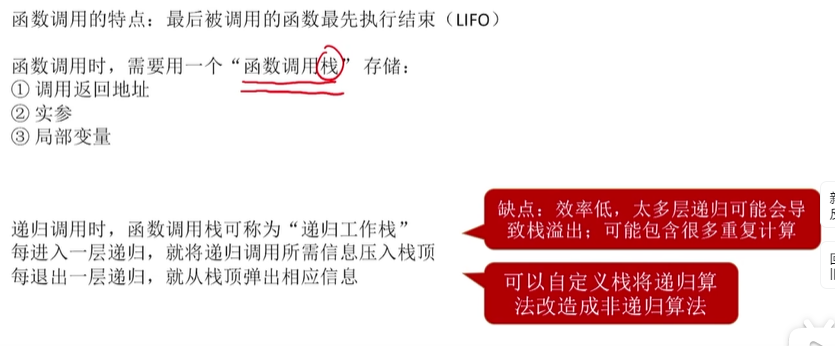 函数调用的特点：最后被调用的函数最先执行结束（LIFO）
函数调用时，需要用一个“函数调用栈” 存储：
① 调用返回地址
② 实参
③ 局部变量
递归调用时，函数调用栈可称为“递归工作栈”
每进入一层递归，就将递归调用所需信息压入栈顶
每退出一层递归，就从栈顶弹出相应信息
缺点：效率低，太多层递归可能会导
致栈溢出；可能包含很多重复计算
可以自定义栈将递归算
法改造成非递归算法